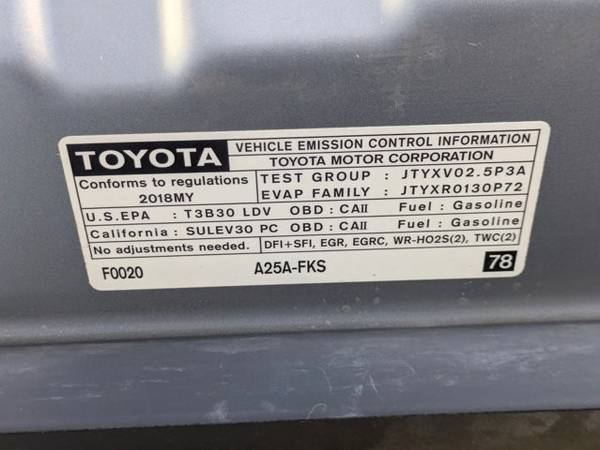 TOYOTA
VEHICLE EMISSION CONTROL INFORMATION
TOYOTA MOTOR CORPORATION
Conforms to regulations
2018MY
TEST GROUP : JTYXV02.5P3A
EVAP FAMILY : JTYXR0130P72
U.S.EPA : T3B30 LDV OBD : CAII Fuel : Gasoline
California : SULEV30 PC OBD : CAII Fuel : Gasoline
No adjustments needed. DFI+SFI, EGR, EGRC, WR-HO2S(2), TWC(2)
F0020 A25A-FKS 78